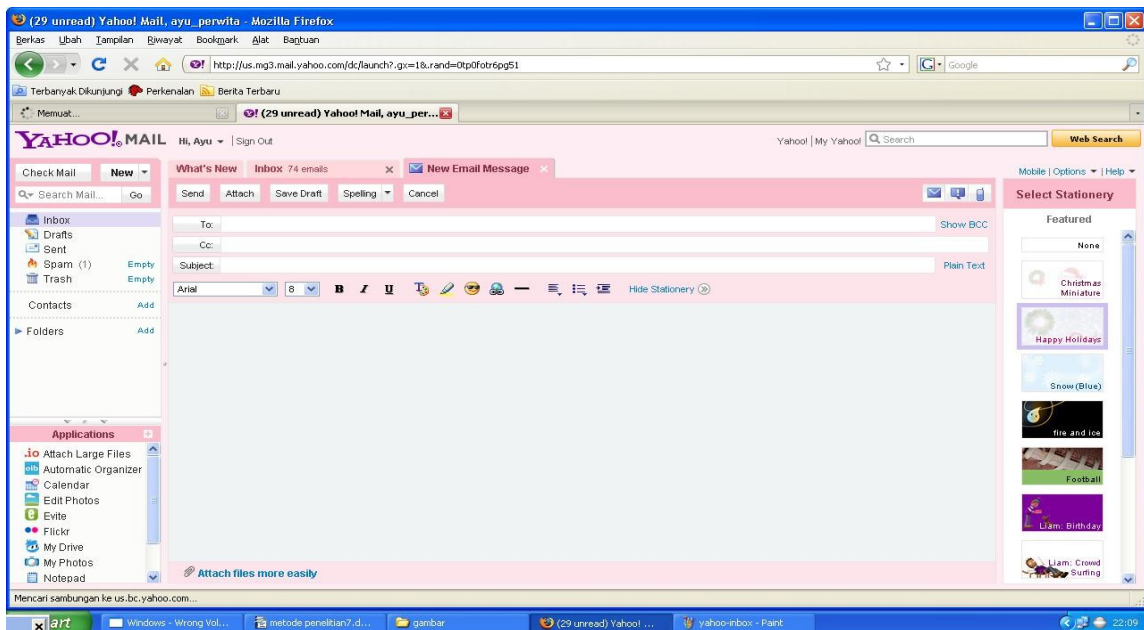 (29 unread) Yahoo! Mail, ayu_perwita - Mozilla Firefox
Berkas Ubah Tampilan Riwayat Bookmark Alat Bantuan
http://us.mg3.mail.yahoo.com/dc/launch?.gx=1&.rand=0tp0fotr6pg51
G Google
Terbanyak Dikunjungi Perkenalan Berita Terbaru
Memuat... (29 unread) Yahoo! Mail, ayu_per...
YAHOO! MAIL Hi, Ayu | Sign Out Yahoo! | My Yahoo! Search Web Search
Check Mail New What's New Inbox 74 emails x New Email Message x Mobile | Options | Help
Search Mail... Go Send Attach Save Draft Spelling Cancel Select Stationery
Inbox
Drafts
Sent
Spam (1) Empty
Trash Empty
Contacts Add
Folders Add
To: Show BCC
Cc:
Subject: Plain Text
Arial 8 B I U Hide Stationery
Featured
None
Christmas
Miniature
Happy Holidays
Snow (Blue)
fire and ice
Football
Liam: Birthday
Liam: Crowd
Surfing
Applications
.io Attach Large Files
oib Automatic Organizer
Calendar
Edit Photos
Evite
Flickr
My Drive
My Photos
Notepad
Attach files more easily
Mencari sambungan ke us.bc.yahoo.com...
art Windows - Wrong Vol... metode penelitian7.d... gambar (29 unread) Yahoo! ... yahoo-inbox - Paint 22:09